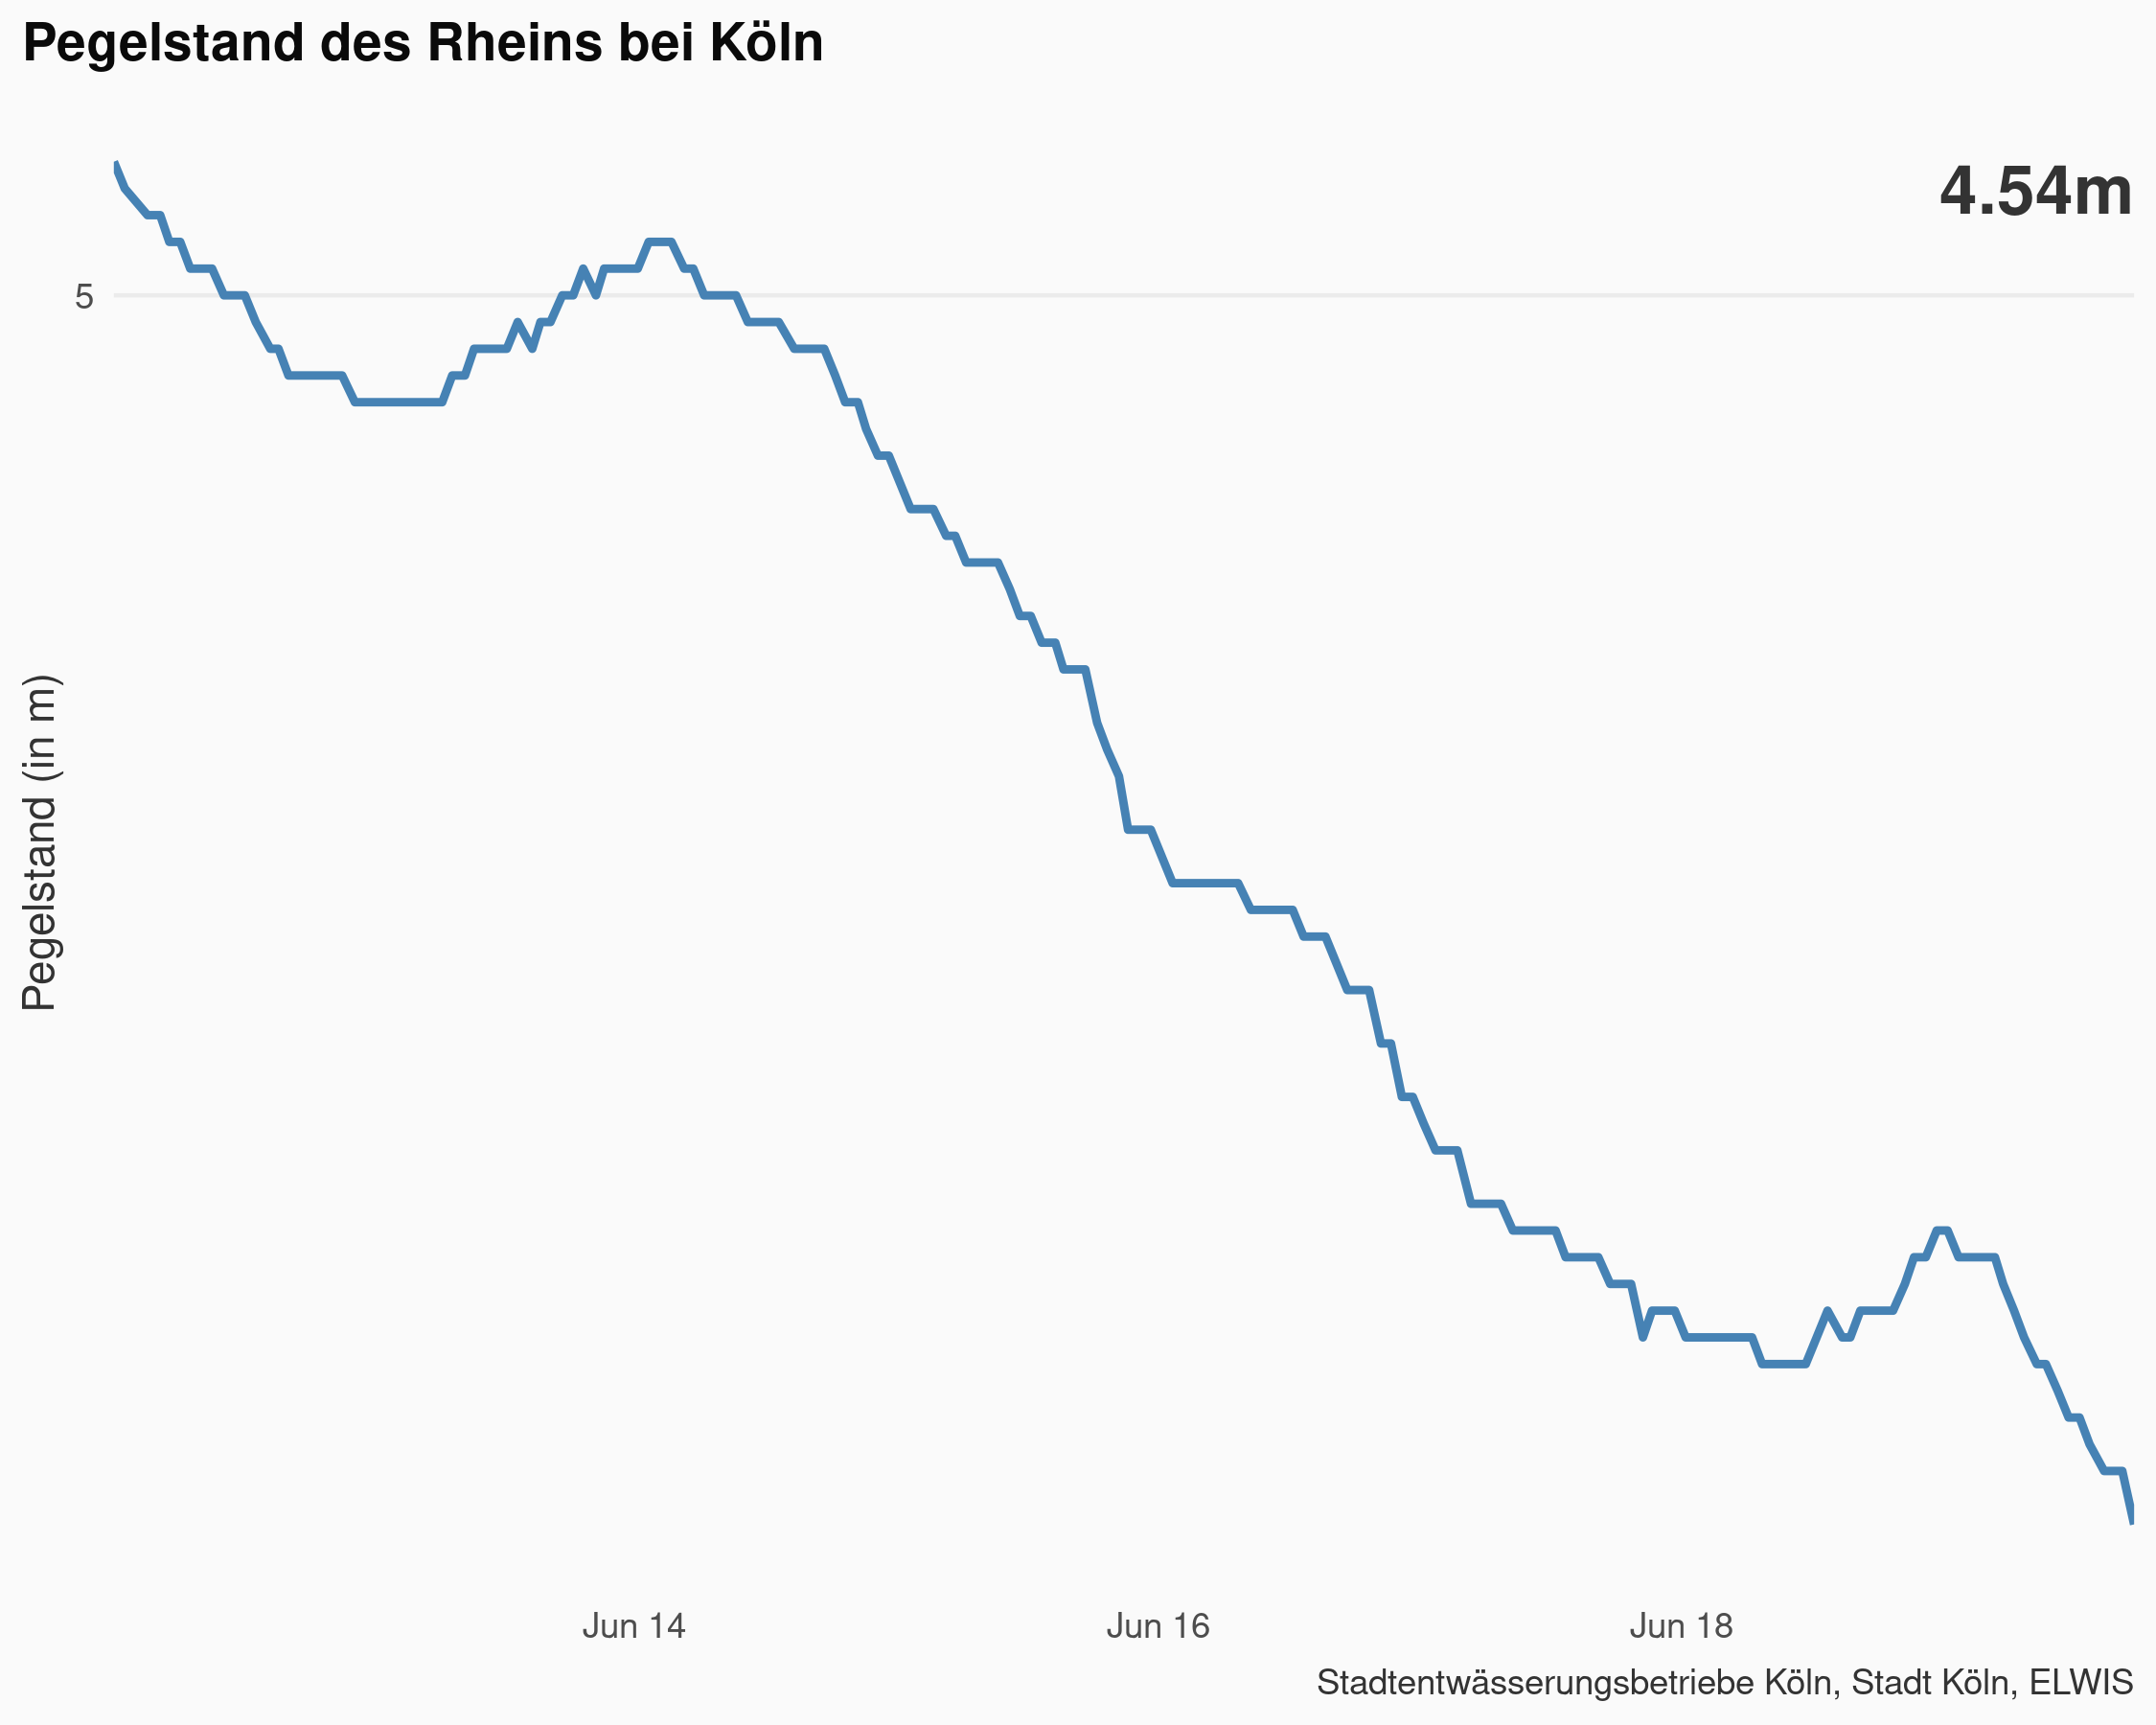 Pegelstand des Rheins bei Köln
4.54m
5
Pegelstand (in m)
Jun 14
Jun 16
Jun 18
Stadtentwässerungsbetriebe Köln, Stadt Köln, ELWIS